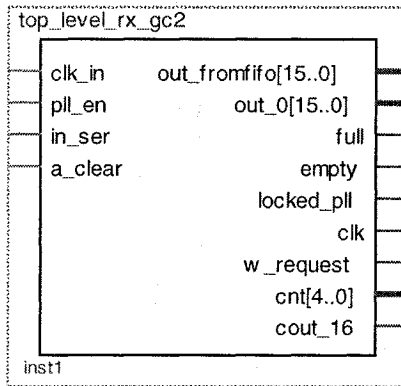 top_level_rx_gc2
clk_in out_fromfifo[15..0]
pll_en out_0[15..0]
in_ser full
a_clear empty
locked_pll
clk
w_request
cnt[4..0]
cout_16
inst1